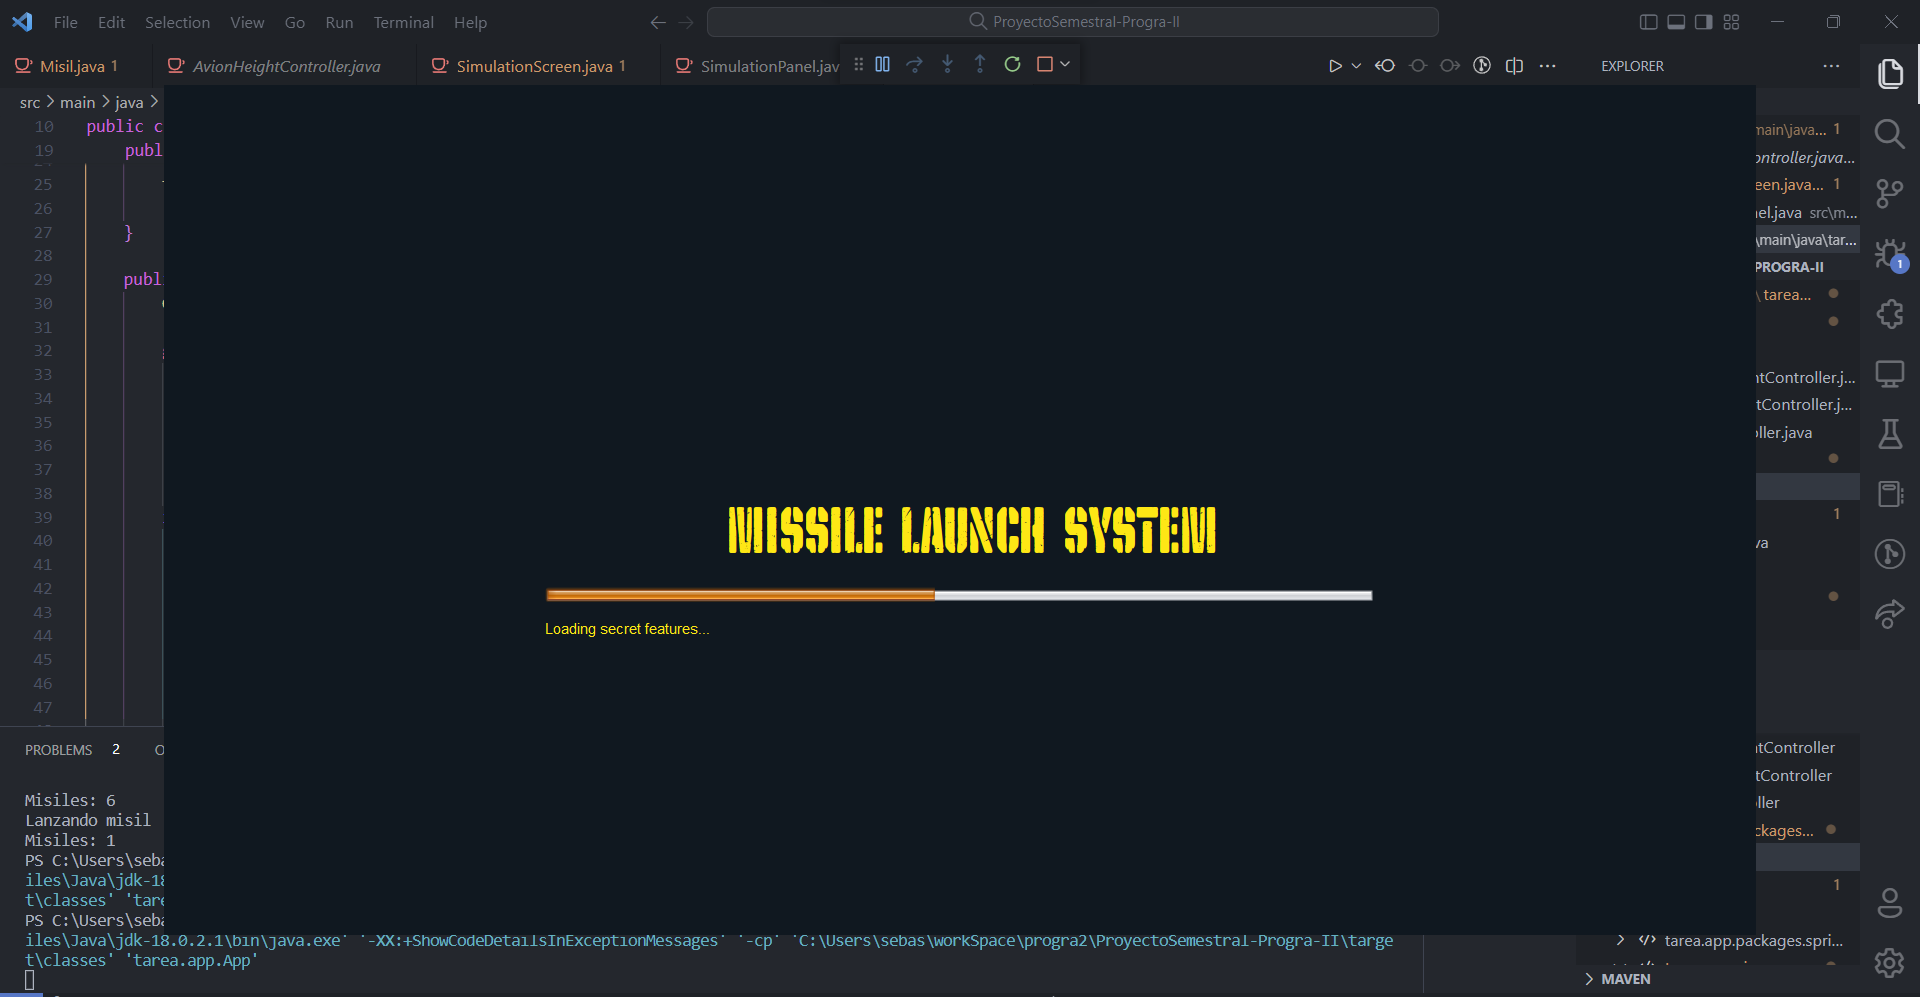 File Edit Selection View Go Run Terminal Help
ProyectoSemestral-Progra-II
Misil.java 1
AvionHeightController.java
SimulationScreen.java 1
SimulationPanel.jav
EXPLORER
src > main > java >
10 public c
19 publ
25
26
27 }
28
29 publ
30
31
32
33
34
35
36
37
38
39
40
41
42
43
44
45
46
47
MISSILE LAUNCH SYSTEM
Loading secret features...
main\java... 1
ontroller.java...
een.java... 1
el.java src\m...
\main\java\tar...
PROGRA-II
\ tarea...
ntController.j...
tController.j...
oller.java
1
va
1
ntController
tController
ller
ckages...
1
tarea.app.packages.spri...
MAVEN
PROBLEMS 2
Misiles: 6
Lanzando misil
Misiles: 1
PS C:\Users\seba
iles\Java\jdk-18
t\classes' 'tare
PS C:\Users\seba
iles\Java\jdk-18.0.2.1\bin\java.exe' '-XX:+ShowCodeDetailsInExceptionMessages' '-cp' 'C:\Users\sebas\workSpace\progra2\ProyectoSemestral-Progra-II\targe
t\classes' 'tarea.app.App'